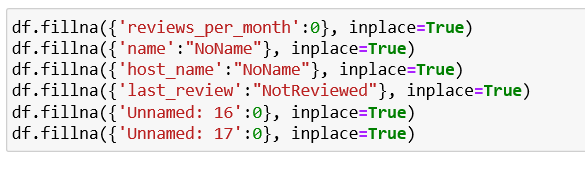 df.fillna({'reviews_per_month':0}, inplace=True)
df.fillna({'name':"NoName"}, inplace=True)
df.fillna({'host_name':"NoName"}, inplace=True)
df.fillna({'last_review':"NotReviewed"}, inplace=True)
df.fillna({'Unnamed: 16':0}, inplace=True)
df.fillna({'Unnamed: 17':0}, inplace=True)